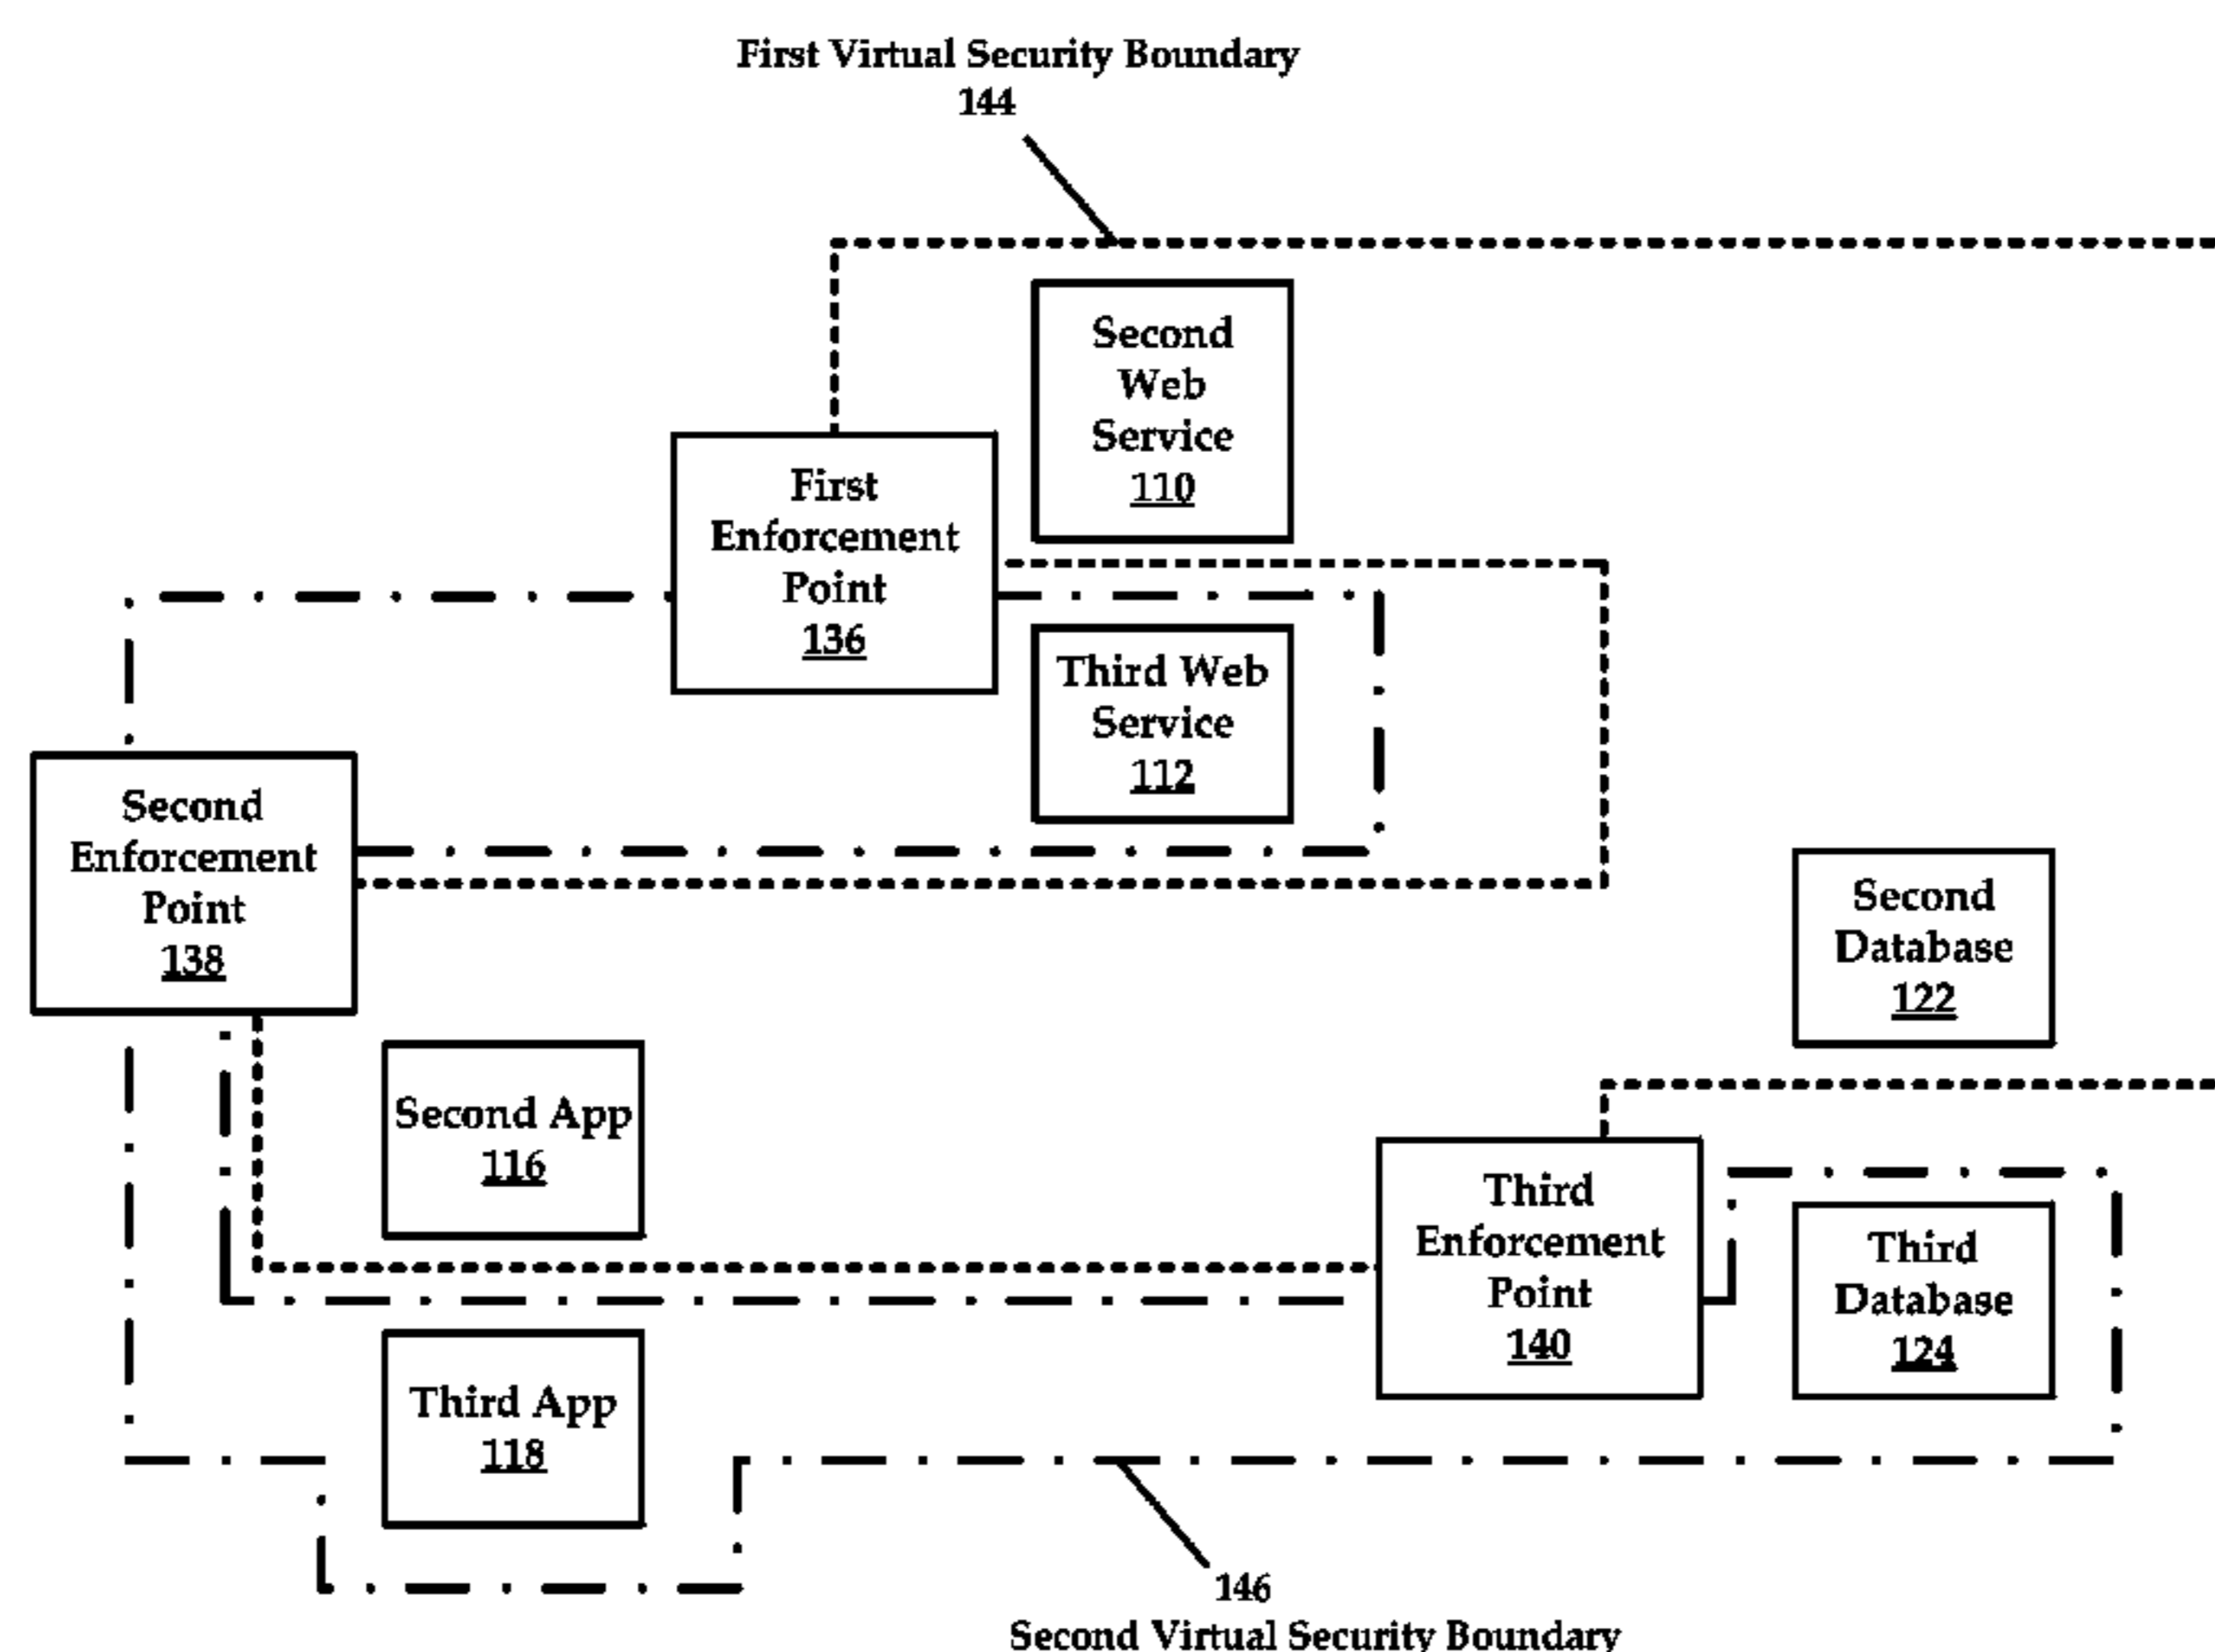 First Virtual Security Boundary
144
Second
Web
Service
110
First
Enforcement
Point
136
Third Web
Service
112
Second
Enforcement
Point
138
Second
Database
122
Second App
116
Third
Enforcement
Point
140
Third
Database
124
Third App
118
146
Second Virtual Security Boundary